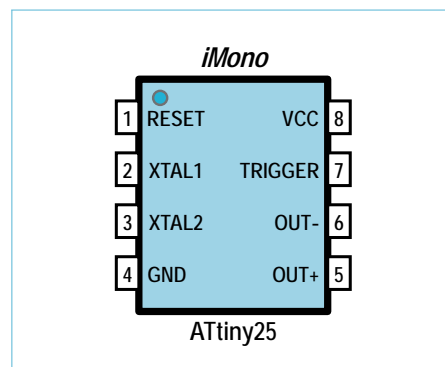 iMono
1 RESET VCC 8
2 XTAL1 TRIGGER 7
3 XTAL2 OUT- 6
4 GND OUT+ 5
ATtiny25